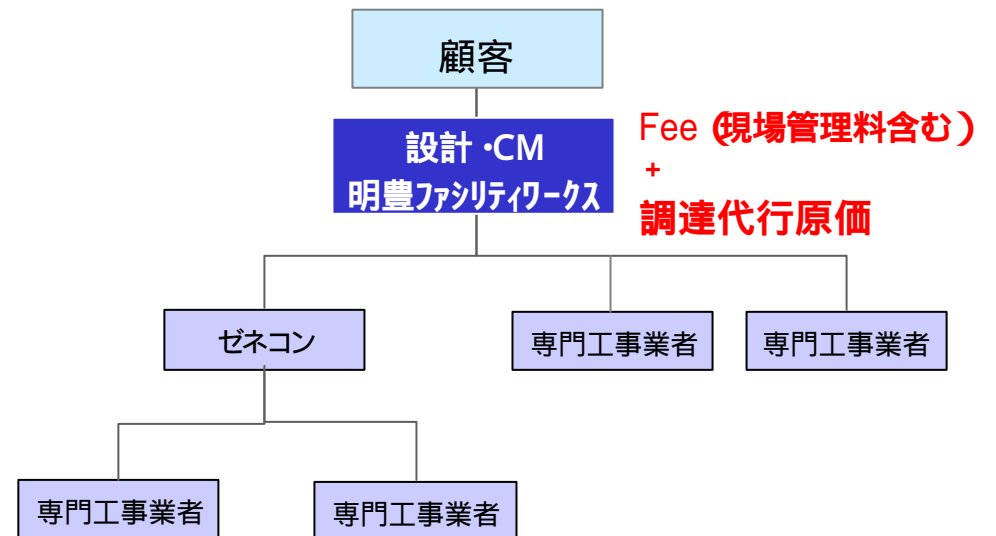 顧客
設計・CM
明豊ファシリティワークス
Fee (現場管理料含む)
+
調達代行原価
ゼネコン
専門工事業者
専門工事業者
専門工事業者
専門工事業者